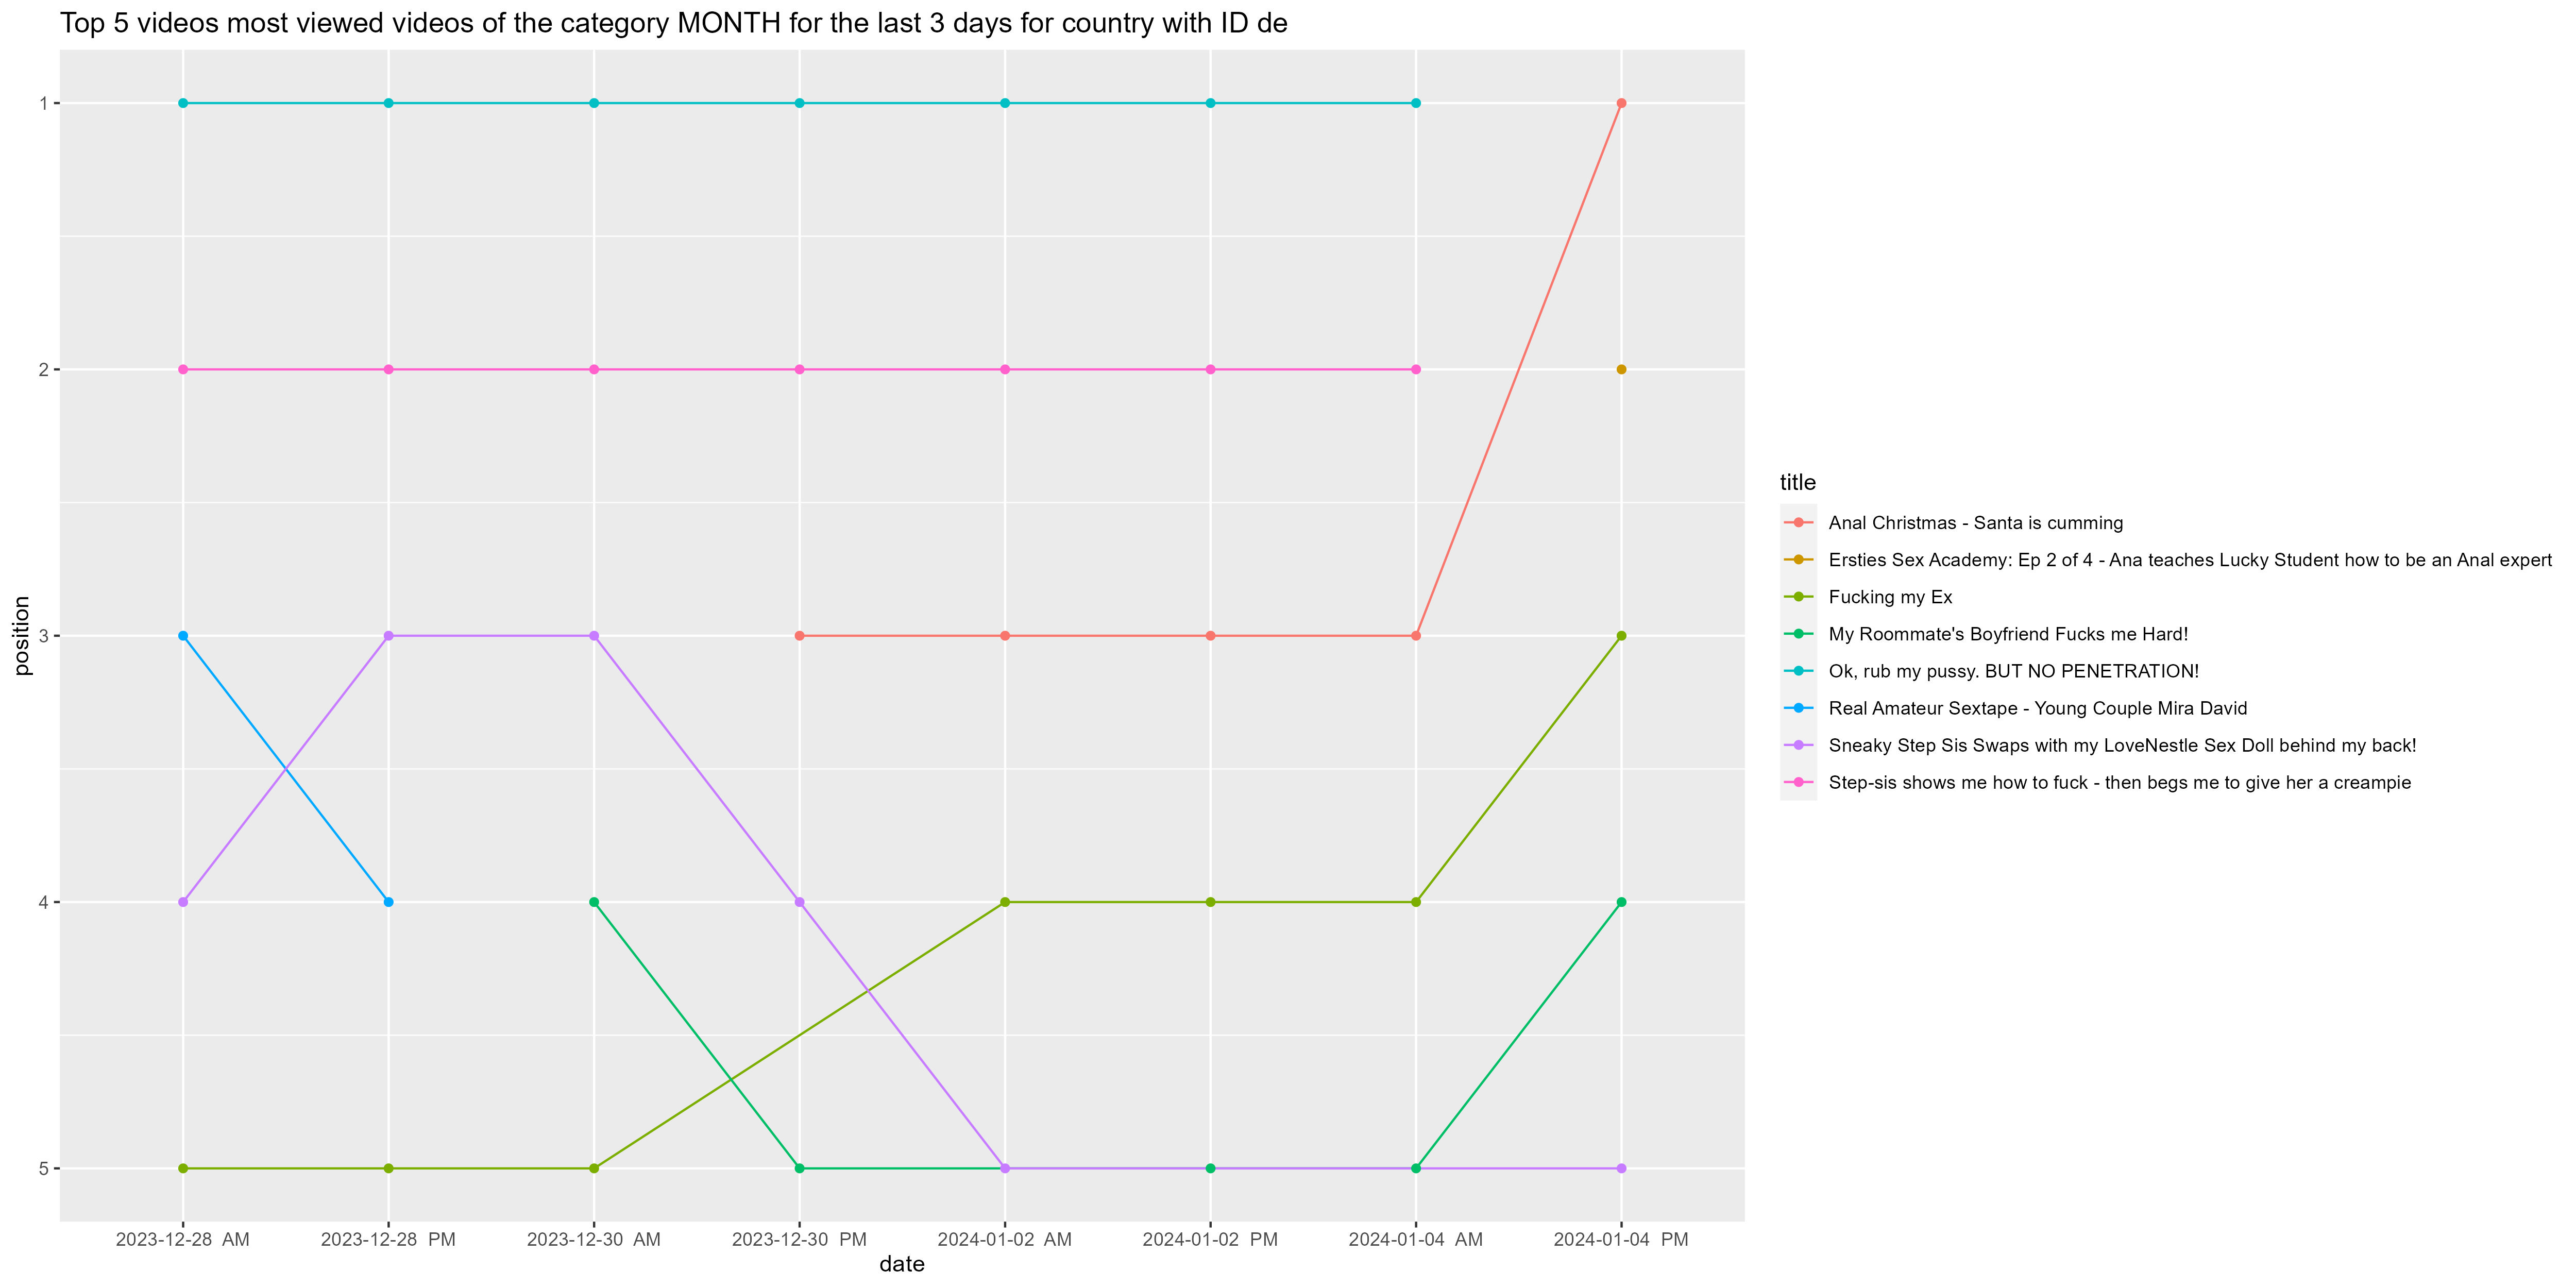 Top 5 videos most viewed videos of the category MONTH for the last 3 days for country with ID de
1
2
3
4
5
position
2023-12-28 AM
2023-12-28 PM
2023-12-30 AM
2023-12-30 PM
2024-01-02 AM
2024-01-02 PM
2024-01-04 AM
2024-01-04 PM
date
title
Anal Christmas - Santa is cumming
Ersties Sex Academy: Ep 2 of 4 - Ana teaches Lucky Student how to be an Anal expert
Fucking my Ex
My Roommate's Boyfriend Fucks me Hard!
Ok, rub my pussy. BUT NO PENETRATION!
Real Amateur Sextape - Young Couple Mira David
Sneaky Step Sis Swaps with my LoveNestle Sex Doll behind my back!
Step-sis shows me how to fuck - then begs me to give her a creampie